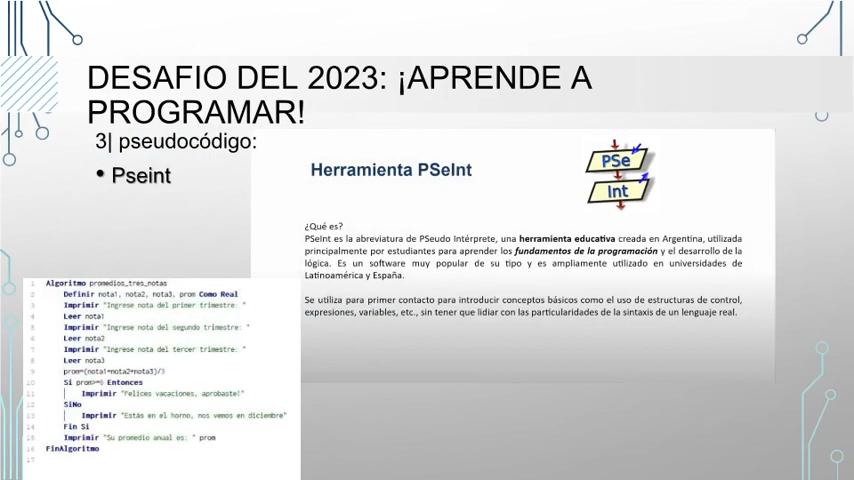 DESAFIO DEL 2023: ¡APRENDE A
PROGRAMAR!
3| pseudocódigo:
• Pseint
Herramienta PSeInt
PSe
Int
¿Qué es?
PSeInt es la abreviatura de PSeudo Intérprete, una herramienta educativa creada en Argentina, utilizada
principalmente por estudiantes para aprender los fundamentos de la programación y el desarrollo de la
lógica. Es un software muy popular de su tipo y es ampliamente utilizado en universidades de
Latinoamérica y España.
Se utiliza para primer contacto para introducir conceptos básicos como el uso de estructuras de control,
expresiones, variables, etc., sin tener que lidiar con las particularidades de la sintaxis de un lenguaje real.
1 Algoritmo promedios_tres_notas
2 Definir nota1, nota2, nota3, prom Como Real
3 Imprimir "Ingrese nota del primer trimestre: "
4 Leer nota1
5 Imprimir "Ingrese nota del segundo trimestre: "
6 Leer nota2
7 Imprimir "Ingrese nota del tercer trimestre: "
8 Leer nota3
9 prom=(nota1+nota2+nota3)/3
10 Si prom>=6 Entonces
11 Imprimir "Felices vacaciones, aprobaste!"
12 SiNo
13 Imprimir "Estás en el horno, nos vemos en diciembre"
14 Fin Si
15 Imprimir "Su promedio anual es: " prom
16 FinAlgoritmo
17